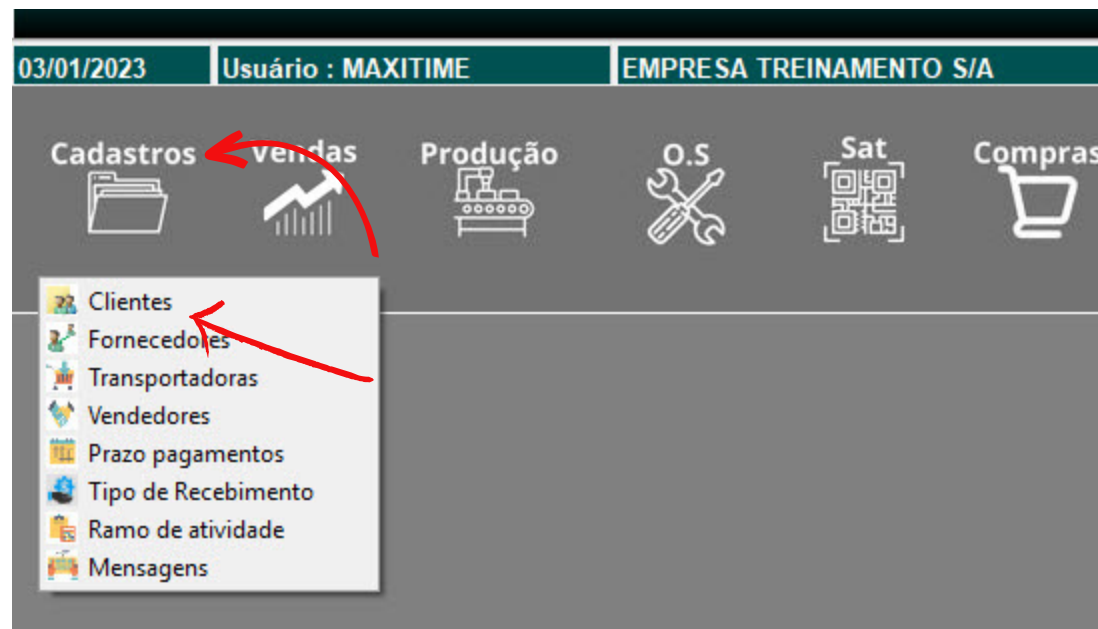 03/01/2023 Usuário : MAXITIME EMPRESA TREINAMENTO S/A
Cadastros Vendas Produção O.S Sat Compras
Clientes
Fornecedores
Transportadoras
Vendedores
Prazo pagamentos
Tipo de Recebimento
Ramo de atividade
Mensagens